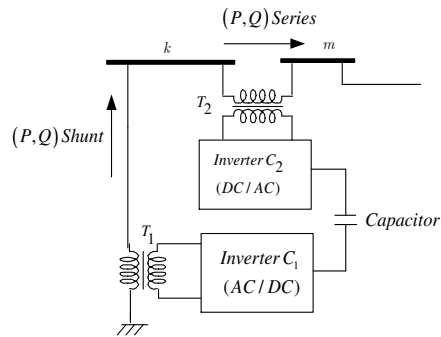 (P,Q) Series
k
m
T2
(P,Q) Shunt
Inverter C2
(DC / AC)
Capacitor
T1
Inverter C1
(AC / DC)